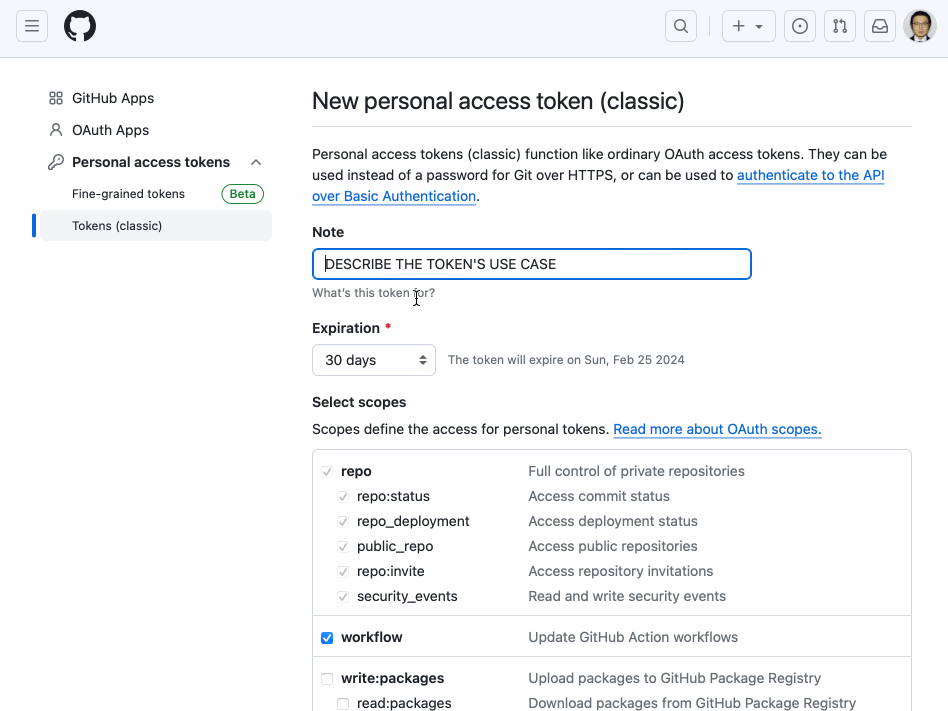 GitHub Apps
OAuth Apps
Personal access tokens
Fine-grained tokens Beta
Tokens (classic)
New personal access token (classic)
Personal access tokens (classic) function like ordinary OAuth access tokens. They can be
used instead of a password for Git over HTTPS, or can be used to authenticate to the API
over Basic Authentication.
Note
DESCRIBE THE TOKEN'S USE CASE
What's this token for?
Expiration *
30 days The token will expire on Sun, Feb 25 2024
Select scopes
Scopes define the access for personal tokens. Read more about OAuth scopes.
repo Full control of private repositories
repo:status Access commit status
repo_deployment Access deployment status
public_repo Access public repositories
repo:invite Access repository invitations
security_events Read and write security events
workflow Update GitHub Action workflows
write:packages Upload packages to GitHub Package Registry
read:packages Download packages from GitHub Package Registry